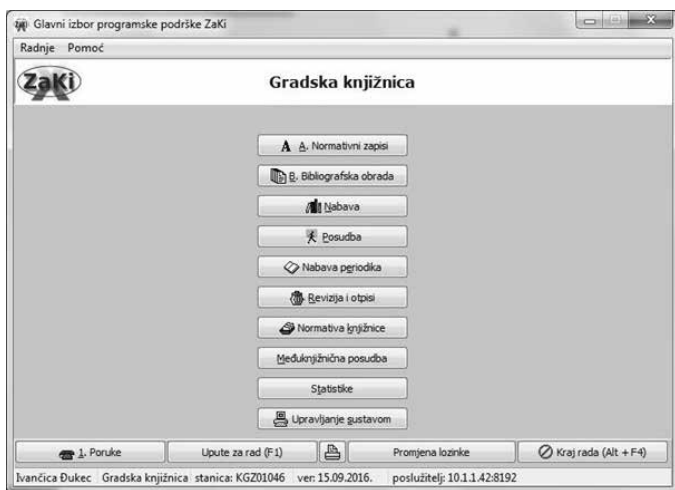 Glavni izbor programske podrške ZaKi
Radnje Pomoć
ZaKi Gradska knjižnica
A A. Normativni zapisi
B. Bibliografska obrada
Nabava
Posudba
Nabava periodika
Revizija i otpisi
Normativa knjižnice
Međuknjižnična posudba
Statistike
Upravljanje sustavom
1. Poruke Upute za rad (F1) Promjena lozinke Kraj rada (Alt + F4)
Ivančica Đukec Gradska knjižnica stanica: KGZ01046 ver: 15.09.2016. poslužitelj: 10.1.1.42:8192